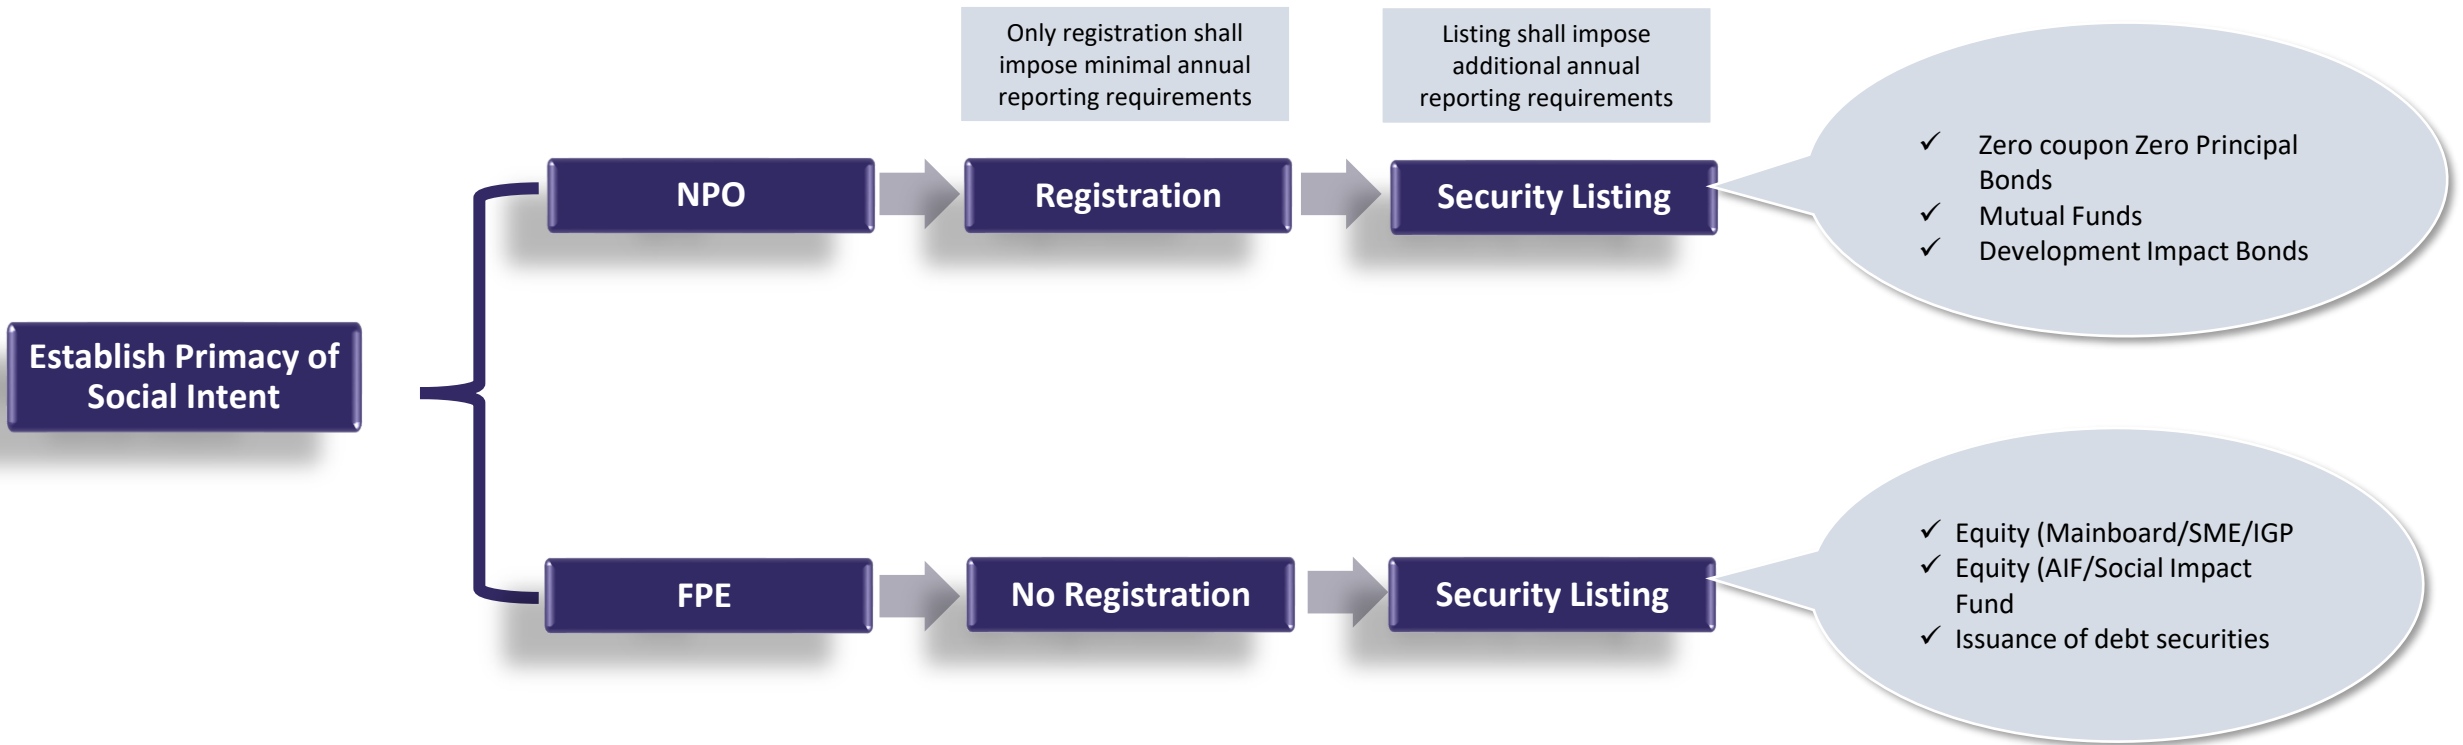 Only registration shall
impose minimal annual
reporting requirements
Listing shall impose
additional annual
reporting requirements
NPO
Registration
Security Listing
✓ Zero coupon Zero Principal
Bonds
✓ Mutual Funds
✓ Development Impact Bonds
Establish Primacy of
Social Intent
FPE
No Registration
Security Listing
✓ Equity (Mainboard/SME/IGP
✓ Equity (AIF/Social Impact
Fund
✓ Issuance of debt securities